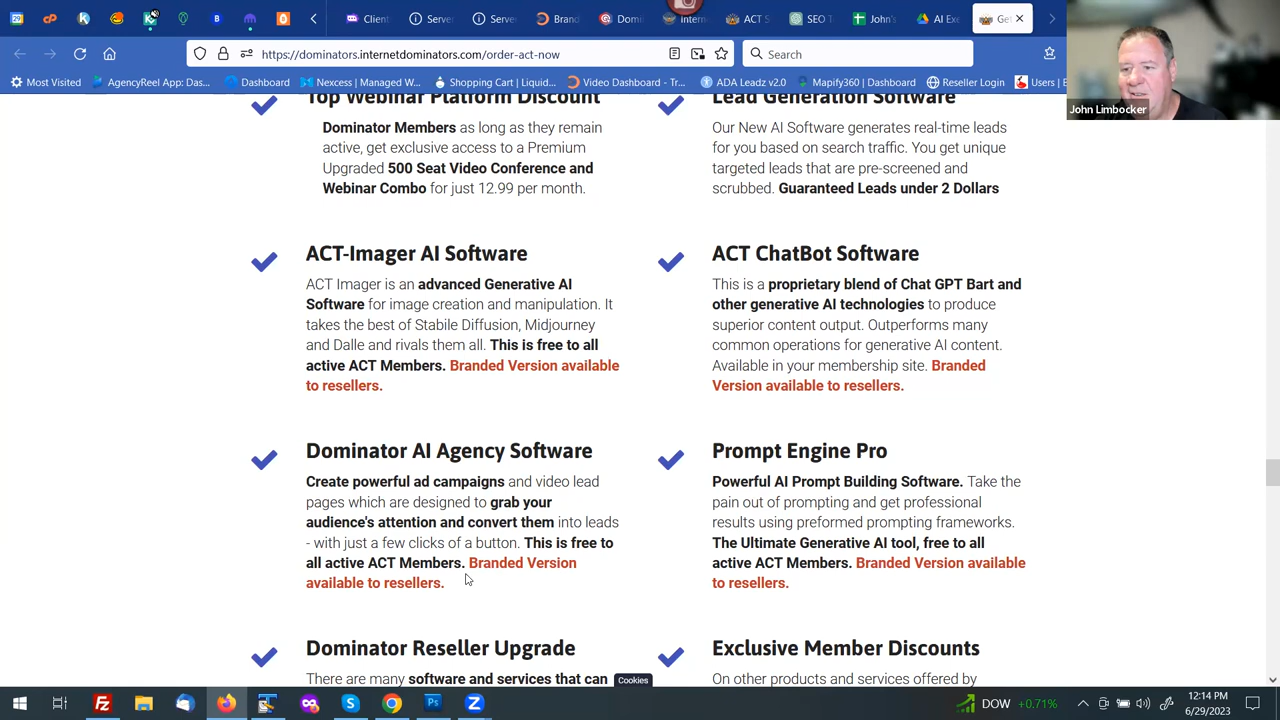 Client
Server
Server
Brand
Domi
Intern
ACT S
SEO T
John's
AI Exe
Ge
https://dominators.internetdominators.com/order-act-now
Search
Most Visited
AgencyReel App: Das...
Dashboard
Nexcess | Managed W...
Shopping Cart | Liquid...
Video Dashboard - Tr...
ADA Leadz v2.0
Mapify360 | Dashboard
Reseller Login
Users | E
John Limbocker
Top Webinar Platform Discount
Dominator Members as long as they remain
active, get exclusive access to a Premium
Upgraded 500 Seat Video Conference and
Webinar Combo for just 12.99 per month.
Lead Generation Software
Our New AI Software generates real-time leads
for you based on search traffic. You get unique
targeted leads that are pre-screened and
scrubbed. Guaranteed Leads under 2 Dollars
ACT-Imager AI Software
ACT Imager is an advanced Generative AI
Software for image creation and manipulation. It
takes the best of Stabile Diffusion, Midjourney
and Dalle and rivals them all. This is free to all
active ACT Members. Branded Version available
to resellers.
ACT ChatBot Software
This is a proprietary blend of Chat GPT Bart and
other generative AI technologies to produce
superior content output. Outperforms many
common operations for generative AI content.
Available in your membership site. Branded
Version available to resellers.
Dominator AI Agency Software
Create powerful ad campaigns and video lead
pages which are designed to grab your
audience's attention and convert them into leads
- with just a few clicks of a button. This is free to
all active ACT Members. Branded Version
available to resellers.
Prompt Engine Pro
Powerful AI Prompt Building Software. Take the
pain out of prompting and get professional
results using preformed prompting frameworks.
The Ultimate Generative AI tool, free to all
active ACT Members. Branded Version available
to resellers.
Dominator Reseller Upgrade
There are many software and services that can
Exclusive Member Discounts
On other products and services offered by
Cookies
DOW +0.71%
12:14 PM
6/29/2023